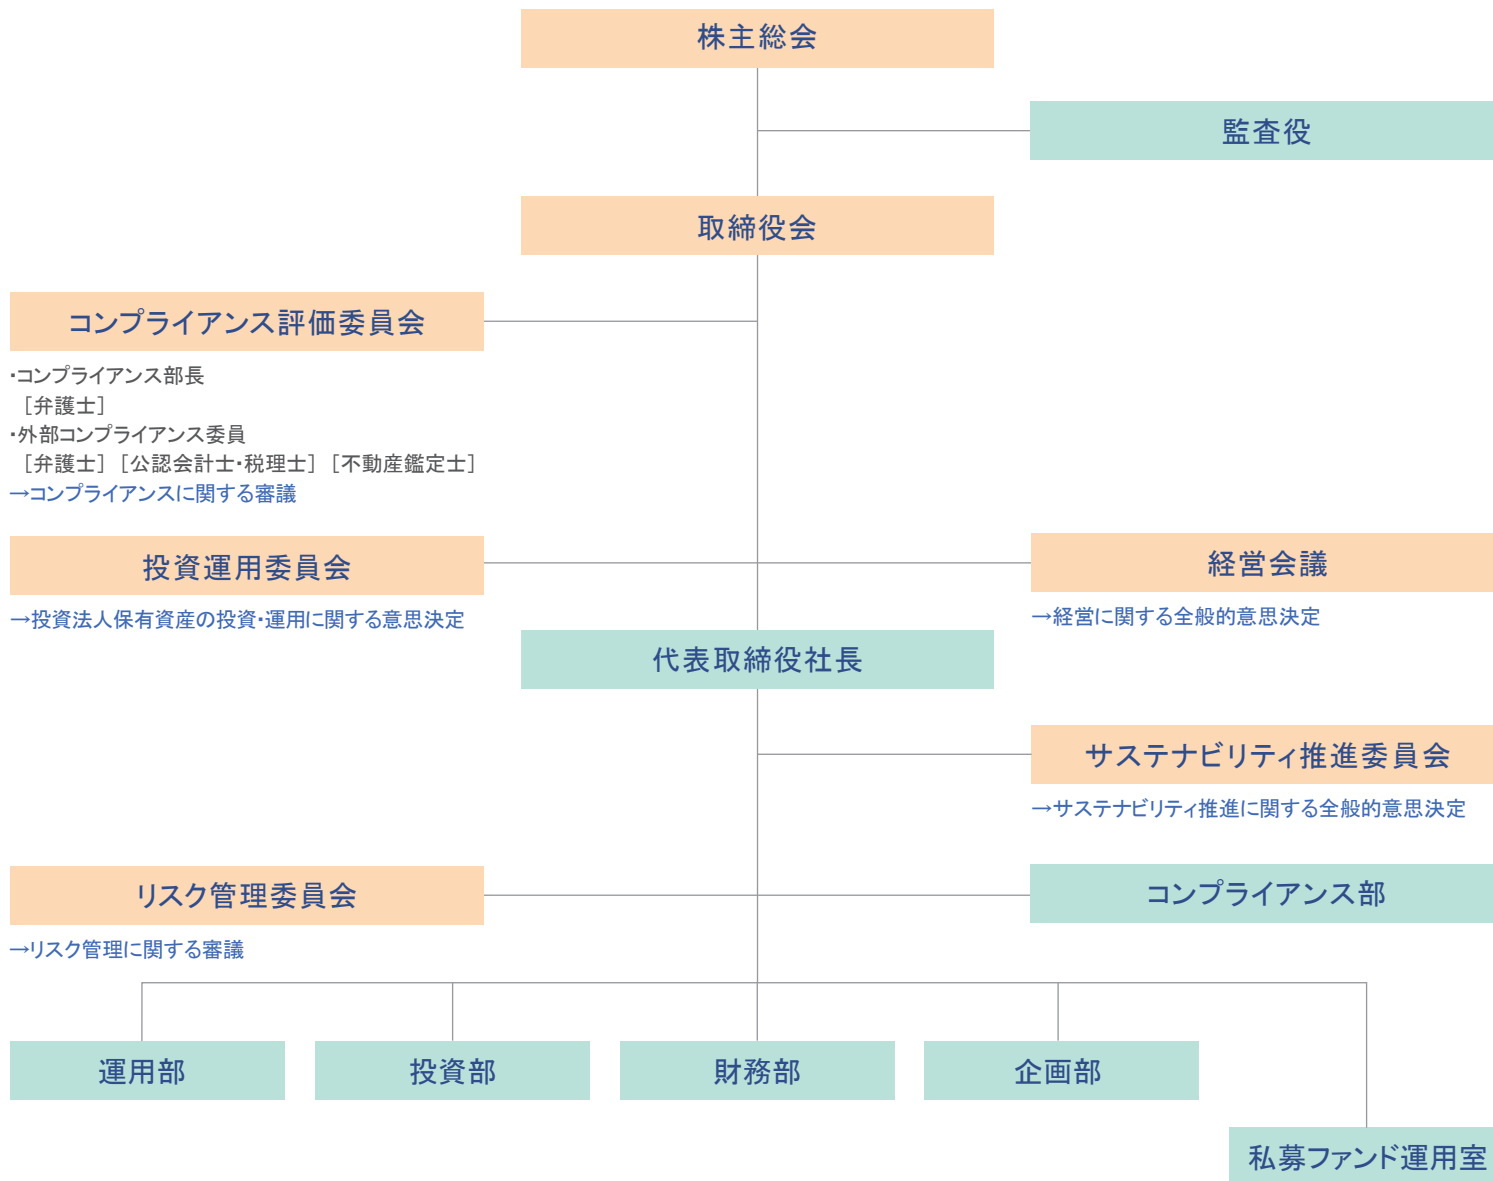 株主総会
監査役
取締役会
コンプライアンス評価委員会
・コンプライアンス部長
［弁護士］
・外部コンプライアンス委員
［弁護士］［公認会計士・税理士］［不動産鑑定士］
→コンプライアンスに関する審議
投資運用委員会
→投資法人保有資産の投資・運用に関する意思決定
経営会議
→経営に関する全般的意思決定
代表取締役社長
サステナビリティ推進委員会
→サステナビリティ推進に関する全般的意思決定
リスク管理委員会
→リスク管理に関する審議
コンプライアンス部
運用部
投資部
財務部
企画部
私募ファンド運用室